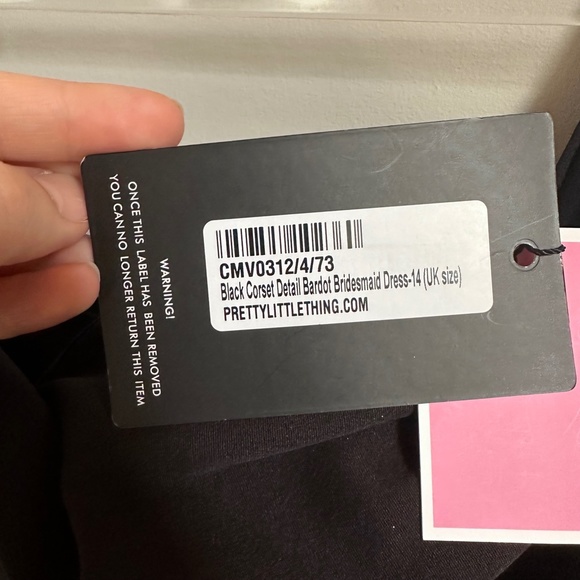 CMV0312/4/73
Black Corset Detail Bardot Bridesmaid Dress-14 (UK size)
PRETTYLITTLETHING.COM
WARNING!
ONCE THIS LABEL HAS BEEN REMOVED
YOU CAN NO LONGER RETURN THIS ITEM